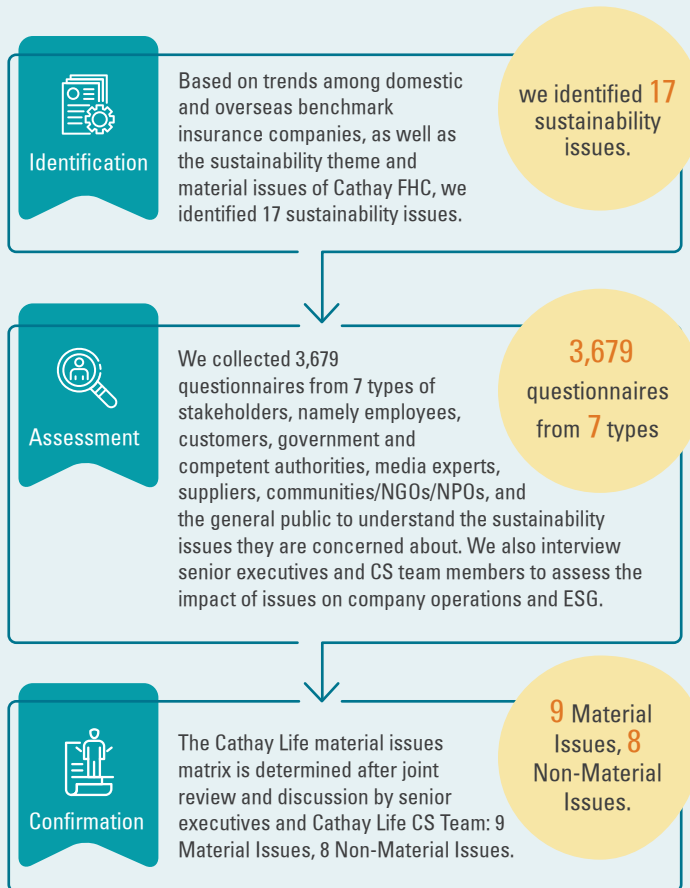 Identification
Based on trends among domestic
and overseas benchmark
insurance companies, as well as
the sustainability theme and
material issues of Cathay FHC, we
identified 17 sustainability issues.
we identified 17
sustainability
issues.
Assessment
We collected 3,679
questionnaires from 7 types of
stakeholders, namely employees,
customers, government and
competent authorities, media experts,
suppliers, communities/NGOs/NPOs, and
the general public to understand the sustainability
issues they are concerned about. We also interview
senior executives and CS team members to assess the
impact of issues on company operations and ESG.
3,679
questionnaires
from 7 types
Confirmation
The Cathay Life material issues
matrix is determined after joint
review and discussion by senior
executives and Cathay Life CS Team: 9
Material Issues, 8 Non-Material Issues.
9 Material
Issues, 8
Non-Material
Issues.